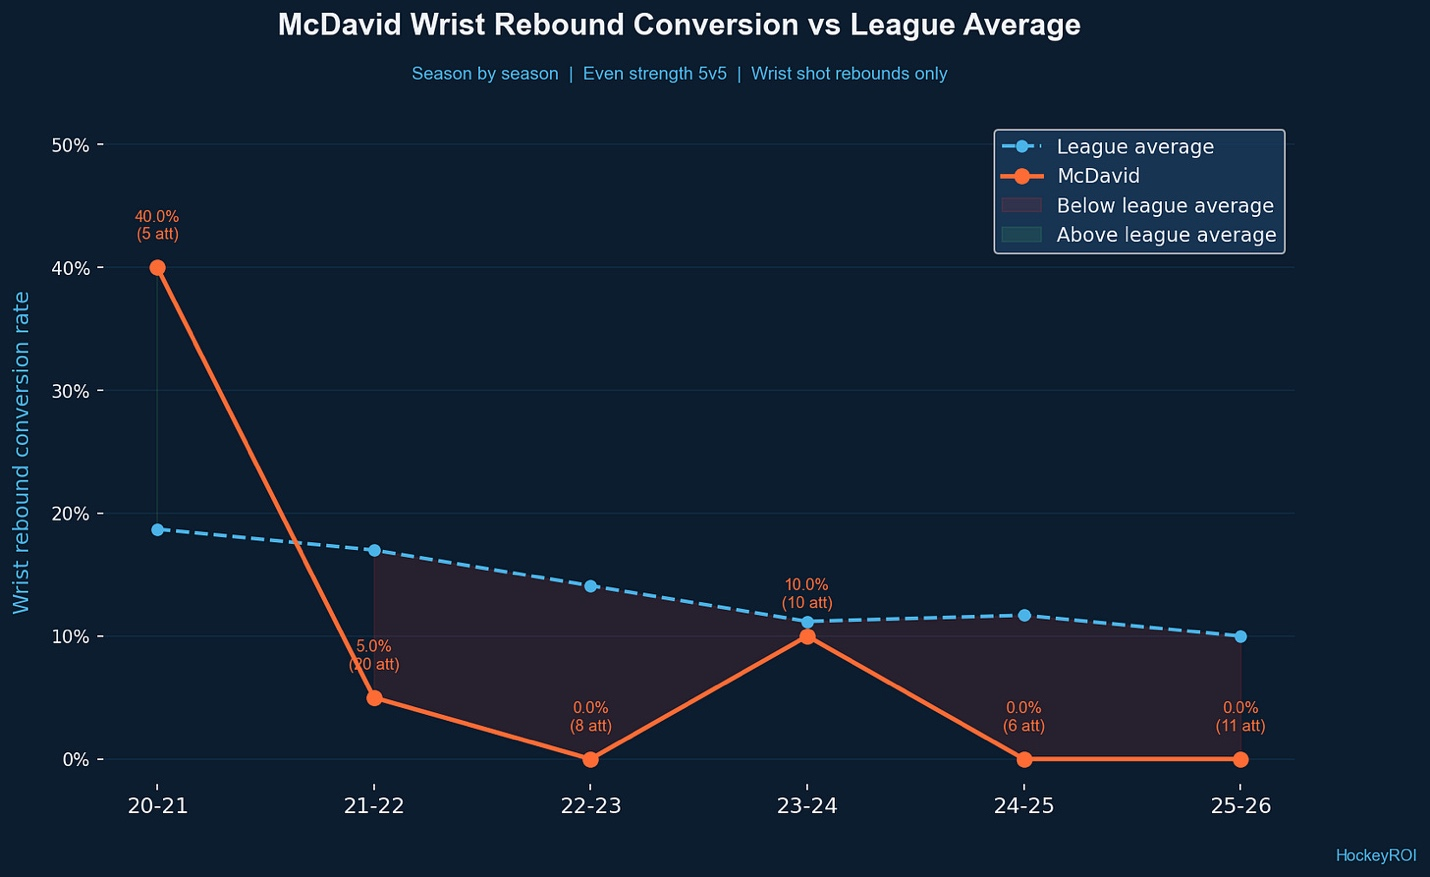 McDavid Wrist Rebound Conversion vs League Average
Season by season | Even strength 5v5 | Wrist shot rebounds only
League average
McDavid
Below league average
Above league average
Wrist rebound conversion rate
50%
40%
30%
20%
10%
0%
40.0%
(5 att)
5.0%
(20 att)
0.0%
(8 att)
10.0%
(10 att)
0.0%
(6 att)
0.0%
(11 att)
20-21
21-22
22-23
23-24
24-25
25-26
HockeyROI